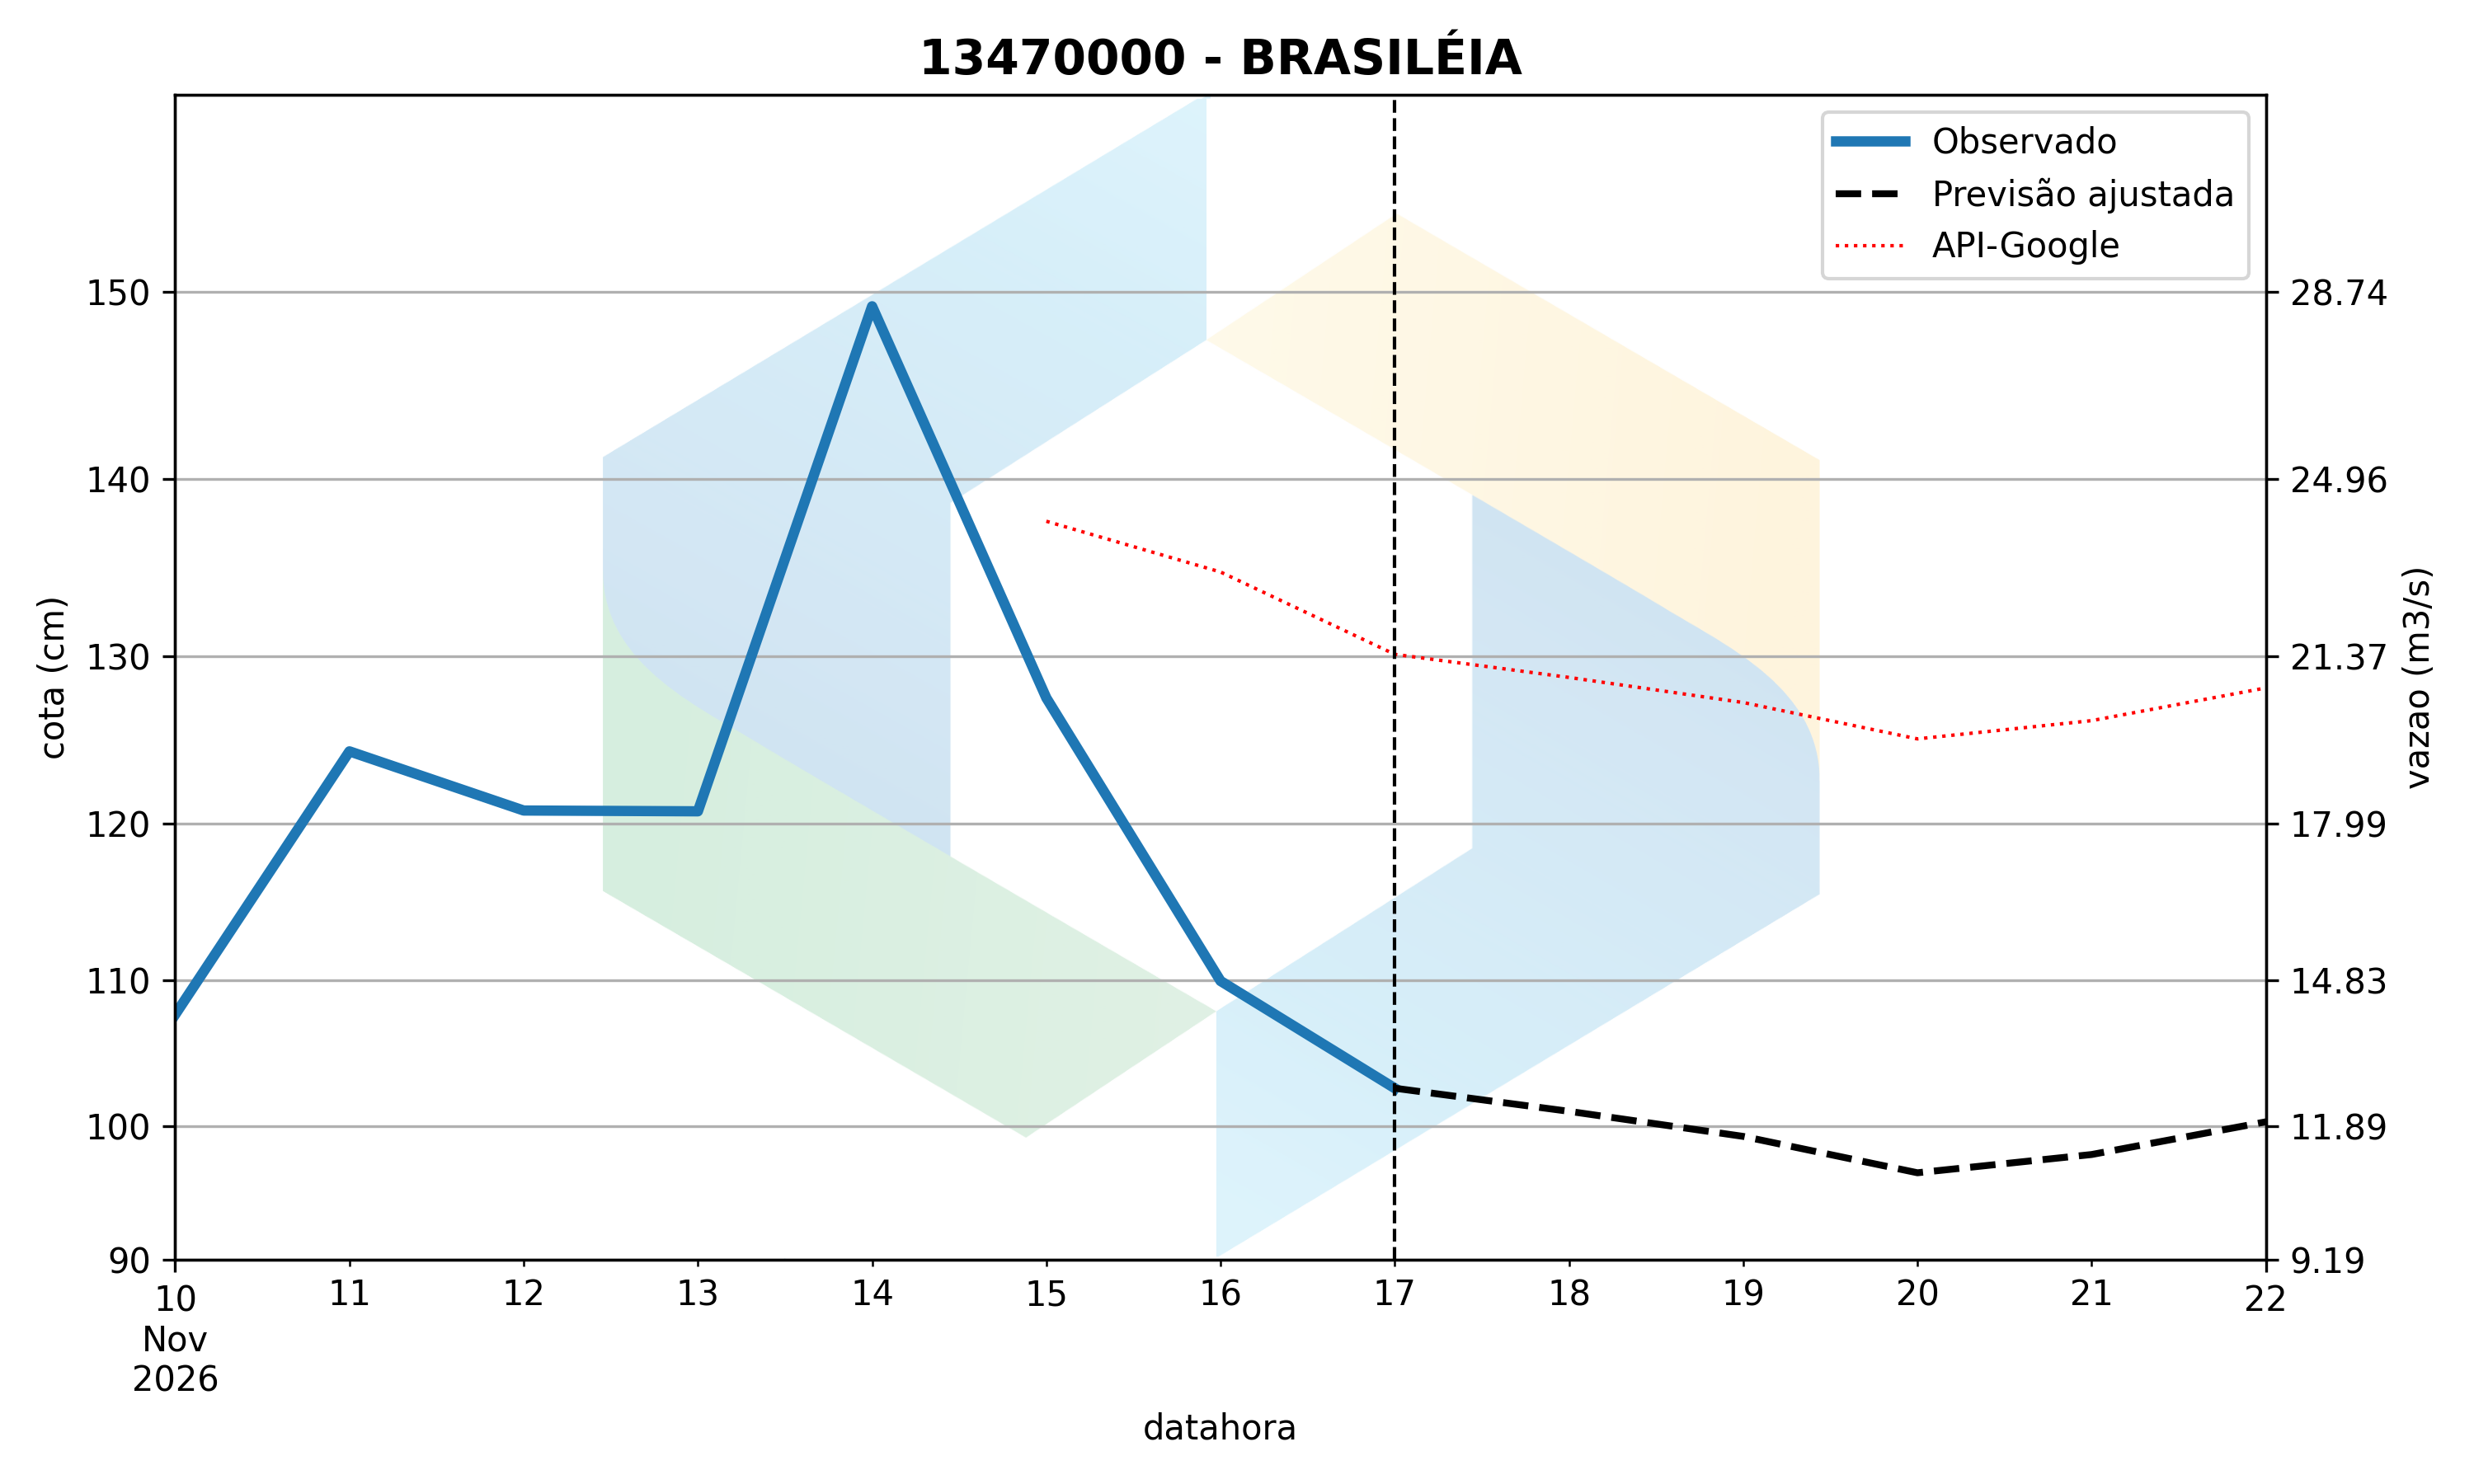 13470000 - BRASILÉIA
Observado
Previsão ajustada
API-Google
150
140
130
120
110
100
90
cota (cm)
28.74
24.96
21.37
17.99
14.83
11.89
9.19
vazao (m3/s)
10 11 12 13 14 15 16 17 18 19 20 21 22
Nov
2026
datahora